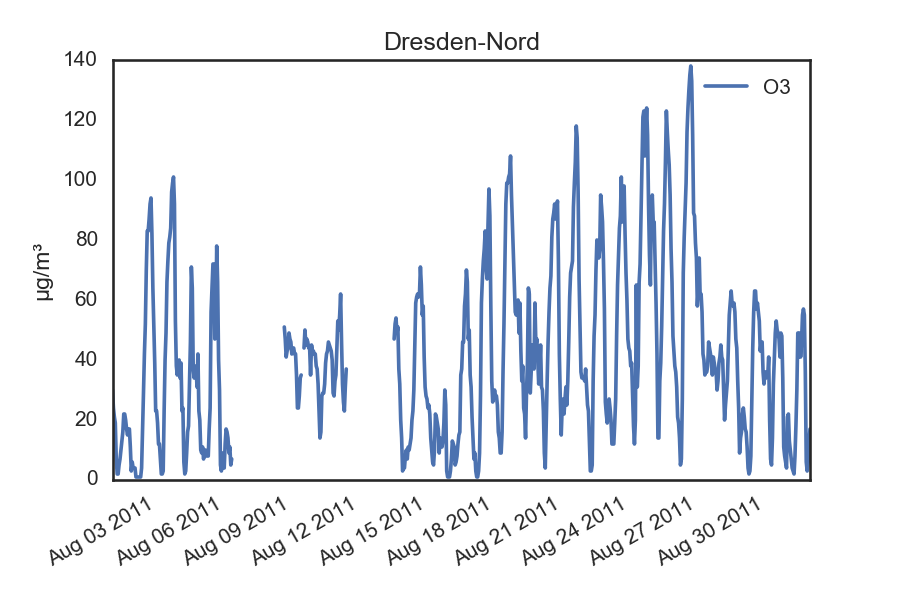 Dresden-Nord
O3
µg/m³
140
120
100
80
60
40
20
0
Aug 03 2011
Aug 06 2011
Aug 09 2011
Aug 12 2011
Aug 15 2011
Aug 18 2011
Aug 21 2011
Aug 24 2011
Aug 27 2011
Aug 30 2011